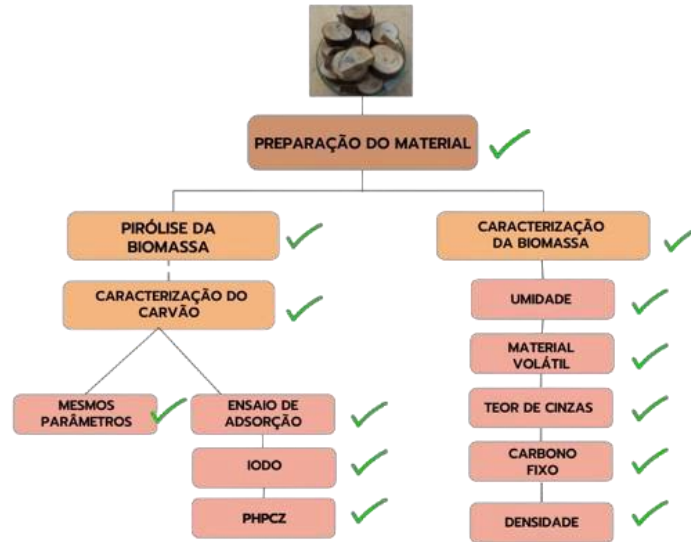 PREPARAÇÃO DO MATERIAL
PIRÓLISE DA
BIOMASSA
CARACTERIZAÇÃO DO
CARVÃO
MESMOS
PARÂMETROS
ENSAIO DE
ADSORÇÃO
IODO
PHPCZ
CARACTERIZAÇÃO
DA BIOMASSA
UMIDADE
MATERIAL
VOLÁTIL
TEOR DE CINZAS
CARBONO
FIXO
DENSIDADE